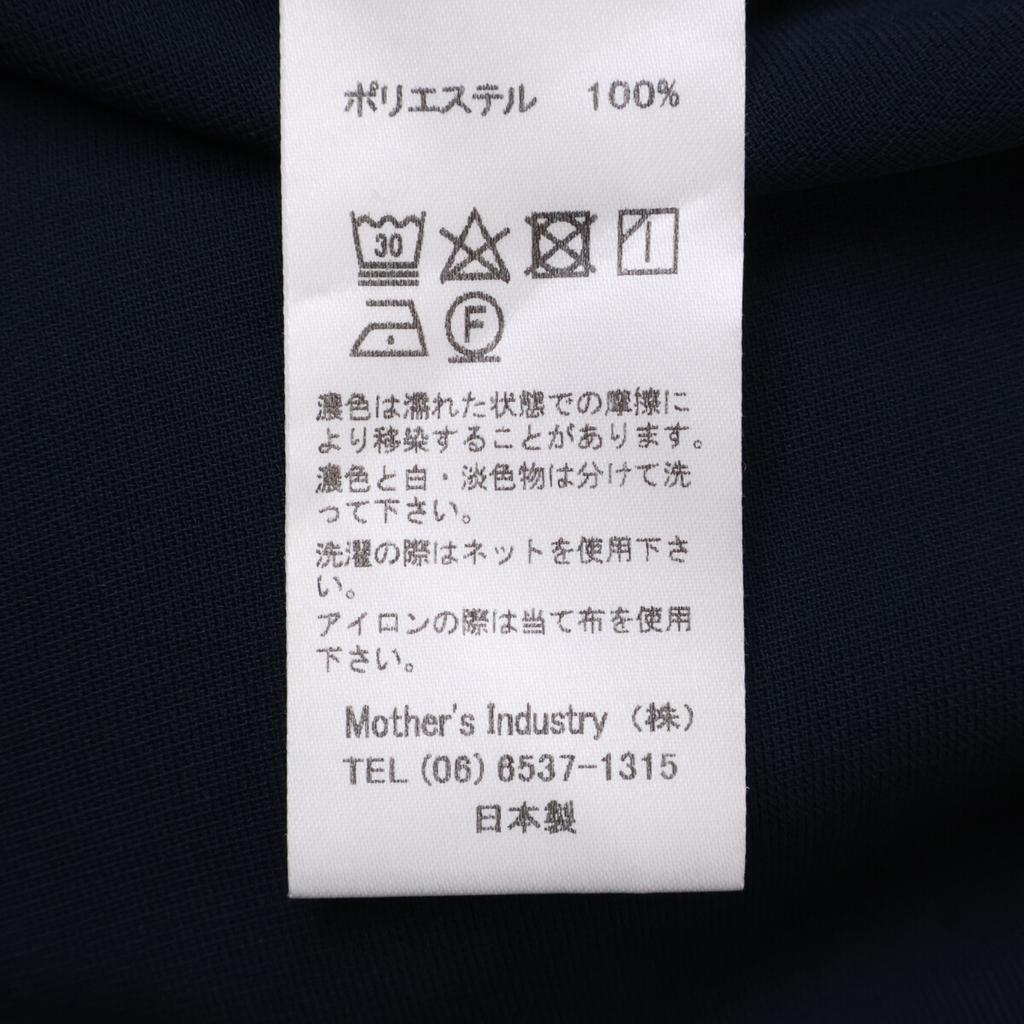 ポリエステル 100%
30
F
濃色は濡れた状態での摩擦に
より移染することがあります。
濃色と白・淡色物は分けて洗
って下さい。
洗濯の際はネットを使用下さ
い。
アイロンの際は当て布を使用
下さい。
Mother's Industry (株)
TEL (06) 6537-1315
日本製